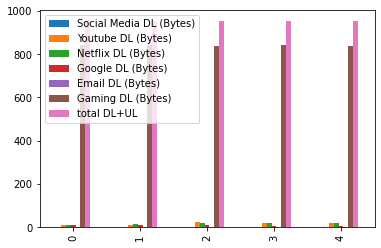 1000
800
600
400
200
0
Social Media DL (Bytes)
Youtube DL (Bytes)
Netflix DL (Bytes)
Google DL (Bytes)
Email DL (Bytes)
Gaming DL (Bytes)
total DL+UL
0
1
2
3
4